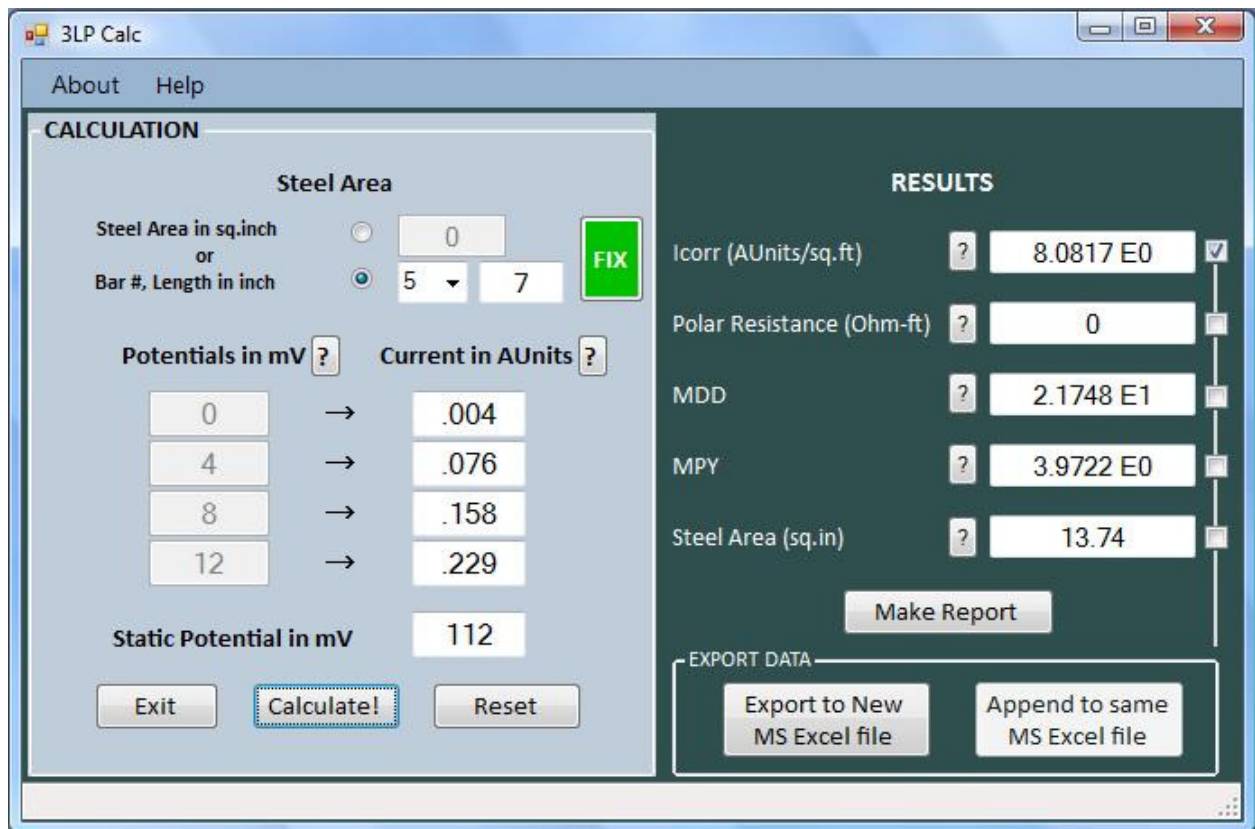 3LP Calc
About Help
CALCULATION
Steel Area
Steel Area in sq.inch
or
Bar #, Length in inch
0
5 7
FIX
Potentials in mV ? Current in AUnits ?
0 → .004
4 → .076
8 → .158
12 → .229
Static Potential in mV 112
Exit Calculate! Reset
RESULTS
Icorr (AUnits/sq.ft) ? 8.0817 E0
Polar Resistance (Ohm-ft) ? 0
MDD ? 2.1748 E1
MPY ? 3.9722 E0
Steel Area (sq.in) ? 13.74
Make Report
EXPORT DATA
Export to New
MS Excel file
Append to same
MS Excel file